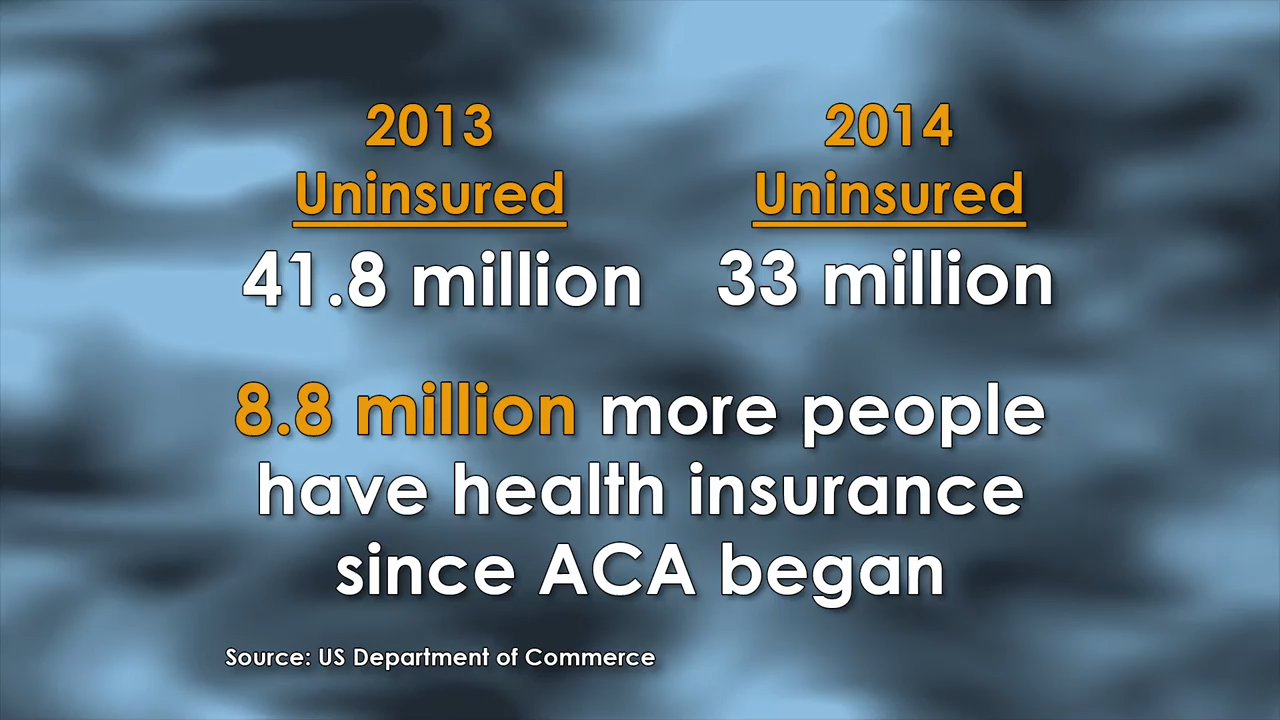 2013
Uninsured
41.8 million
2014
Uninsured
33 million
8.8 million more people
have health insurance
since ACA began
Source: US Department of Commerce